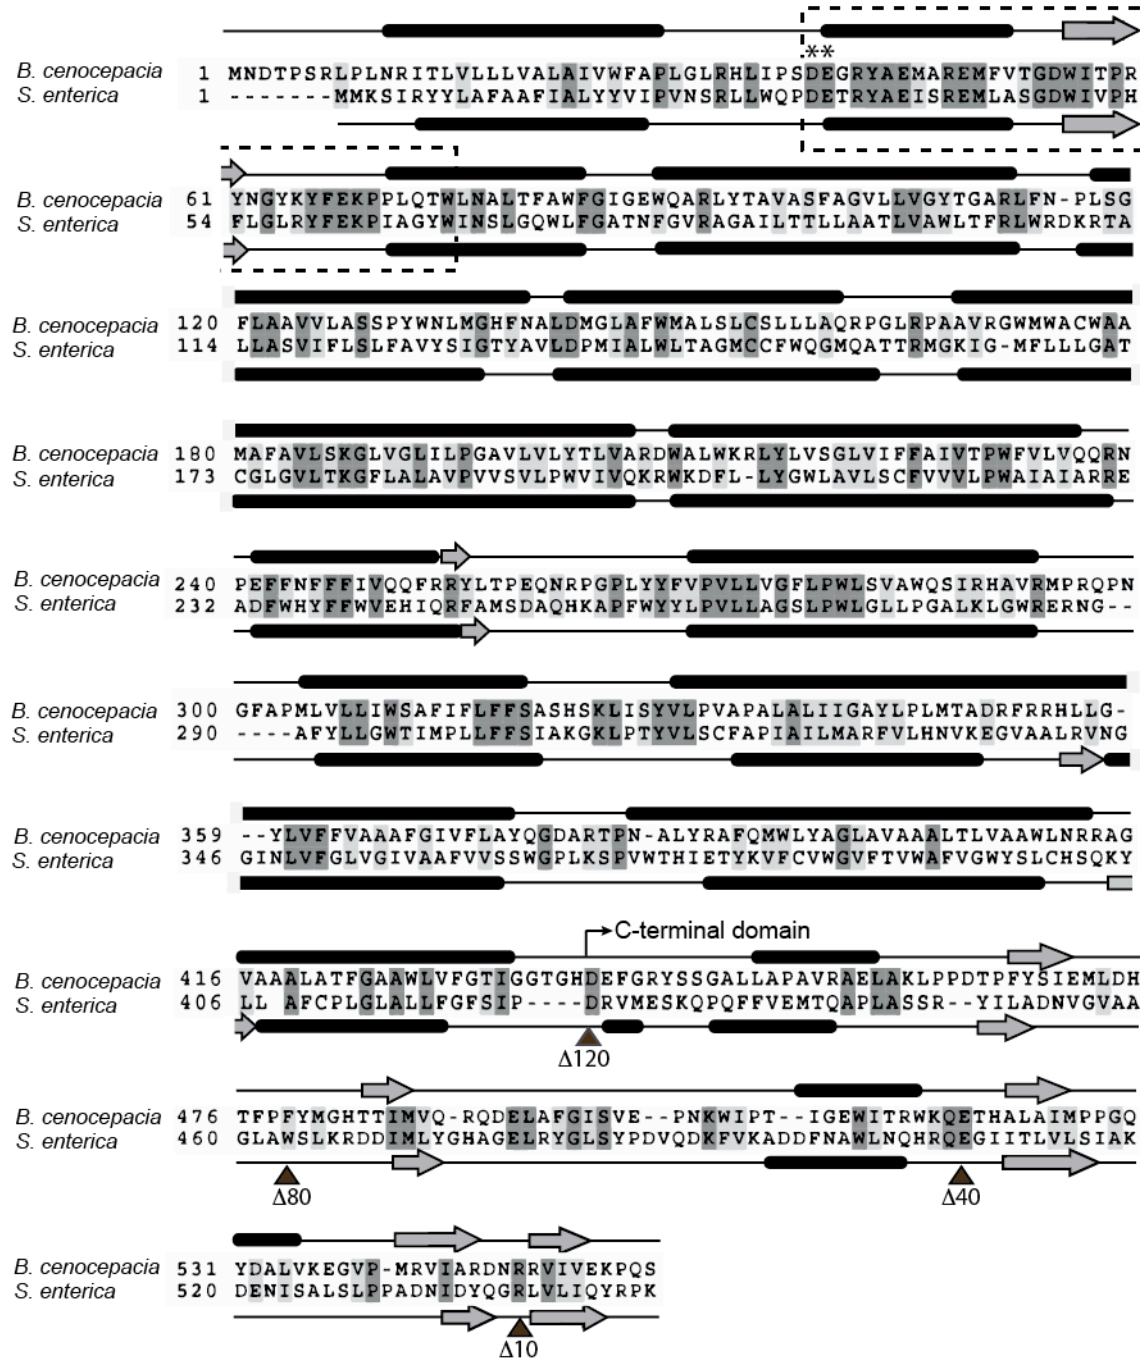 **
B. cenocepacia 1 MNDTPSRLPLNRITLVLLLVALAIVWFAPLGLRHLIPSDEGRYAEMAREMFVTGDWITPR
S. enterica 1 -------MMKSIRYYLAFAAFIALYYVIPVNSRLLWQPDETRYAEISREMLASGDWIVPH
B. cenocepacia 61 YNGYKYFEKPPLQTWLNALTFAWFGIGEWQARLYTAVASFAGVLLVGYTGARLFN-PLSG
S. enterica 54 FLGLRYFEKPIAGYWINSLGQWLFGATNFGVRAGAILTTLLAATLVAWLTFRLWRDKRTA
B. cenocepacia 120 FLAAVVLASSPYWNLMGHFNALDMGLAFWMALSLCSLLLAQRPGLRPAAVRGWMWACWAA
S. enterica 114 LLASVIFLSLFAVYSIGTYAVLDPMIALWLTAGMCCFWQGMQATTRMGKIG-MFLLLGAT
B. cenocepacia 180 MAFAVLSKGLVGLILPGAVLVLYTLVARDWALWKRLYLVSGLVIFFAIVTPWFVLVQQRN
S. enterica 173 CGLGVLTKGFLALAVPVVSVLPWVIVQKRWKDFL-LYGWLAVLSCFVVVLPWAIAIARRE
B. cenocepacia 240 PEFFNFFFIVQQFRRYLTPEQNRPGPLYYFVPVLLVGFLPWLSVAWQSIRHAVRMPRQPN
S. enterica 232 ADFWHYFFWVEHIQRFAMSDAQHKAPFWYYLPVLLAGSLPWLGLLPGALKLGWRERNG--
B. cenocepacia 300 GFAPMLVLLIWSAFIFLFFSASHSKLISYVLPVAPALALIIGAYLPLMTADRFRRHLLG-
S. enterica 290 ----AFYLLGWTIMPLLFFSIAKGKLPTYVLSCFAPIAILMARFVLHNVKEGVAALRVNG
B. cenocepacia 359 --YLVFFVAAAFGIVFLAYQGDARTPN-ALYRAFQMWLYAGLAVAAALTLVAAWLNRRAG
S. enterica 346 GINLVFGLVGIVAAFVVSSWGPLKSPVWTHIETYKVFCVWGVFTVWAFVGWYSLCHSQKY
C-terminal domain
B. cenocepacia 416 VAAALATFGAAWLVFGTIGGTGHDEFGRYSSGALLAPAVRAELAKLPPDTPFYSIEMLDH
S. enterica 406 LL AFCPLGLALLFGFSIP----DRVMESKQPQFFVEMTQAPLASSR--YILADNVGVAA
Δ120
B. cenocepacia 476 TFPFYMGHTTIMVQ-RQDELAFGISVE--PNKWIPT--IGEWITRWKQETHALAIMPPGQ
S. enterica 460 GLAWSLKRDDIMLYGHAGELRYGLSYPDVQDKFVKADDFNAWLNQHRQEGIITLVLSIAK
Δ80 Δ40
B. cenocepacia 531 YDALVKEGVP-MRVIARDNRRVIVEKPQS
S. enterica 520 DENISALSLPPADNIDYQGRLVLIQYRPK
Δ10